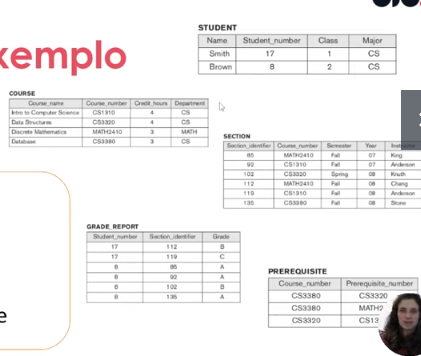 xemplo
STUDENT
Name Student_number Class Major
Smith 17 1 CS
Brown 8 2 CS
COURSE
Course_name Course_number Credit_hours Department
Intro to Computer Science CS1310 4 CS
Data Structures CS3320 4 CS
Discrete Mathematics MATH2410 3 MATH
Database CS3380 3 CS
SECTION
Section_identifier Course_number Semester Year
85 MATH2410 Fall 07 King
92 CS1310 Fall 07 Anderson
102 CS3320 Spring 08 Knuth
112 MATH2410 Fall 08 Chang
119 CS1310 Fall 08 Anderson
135 CS3380 Fall 08 Stone
GRADE_REPORT
Student_number Section_identifier Grade
17 112 B
17 119 C
8 85 A
8 92 A
8 102 B
8 135 A
e
PREREQUISITE
Course_number Prerequisite_number
CS3380 CS3320
CS3380 MATH2
CS3320 CS13